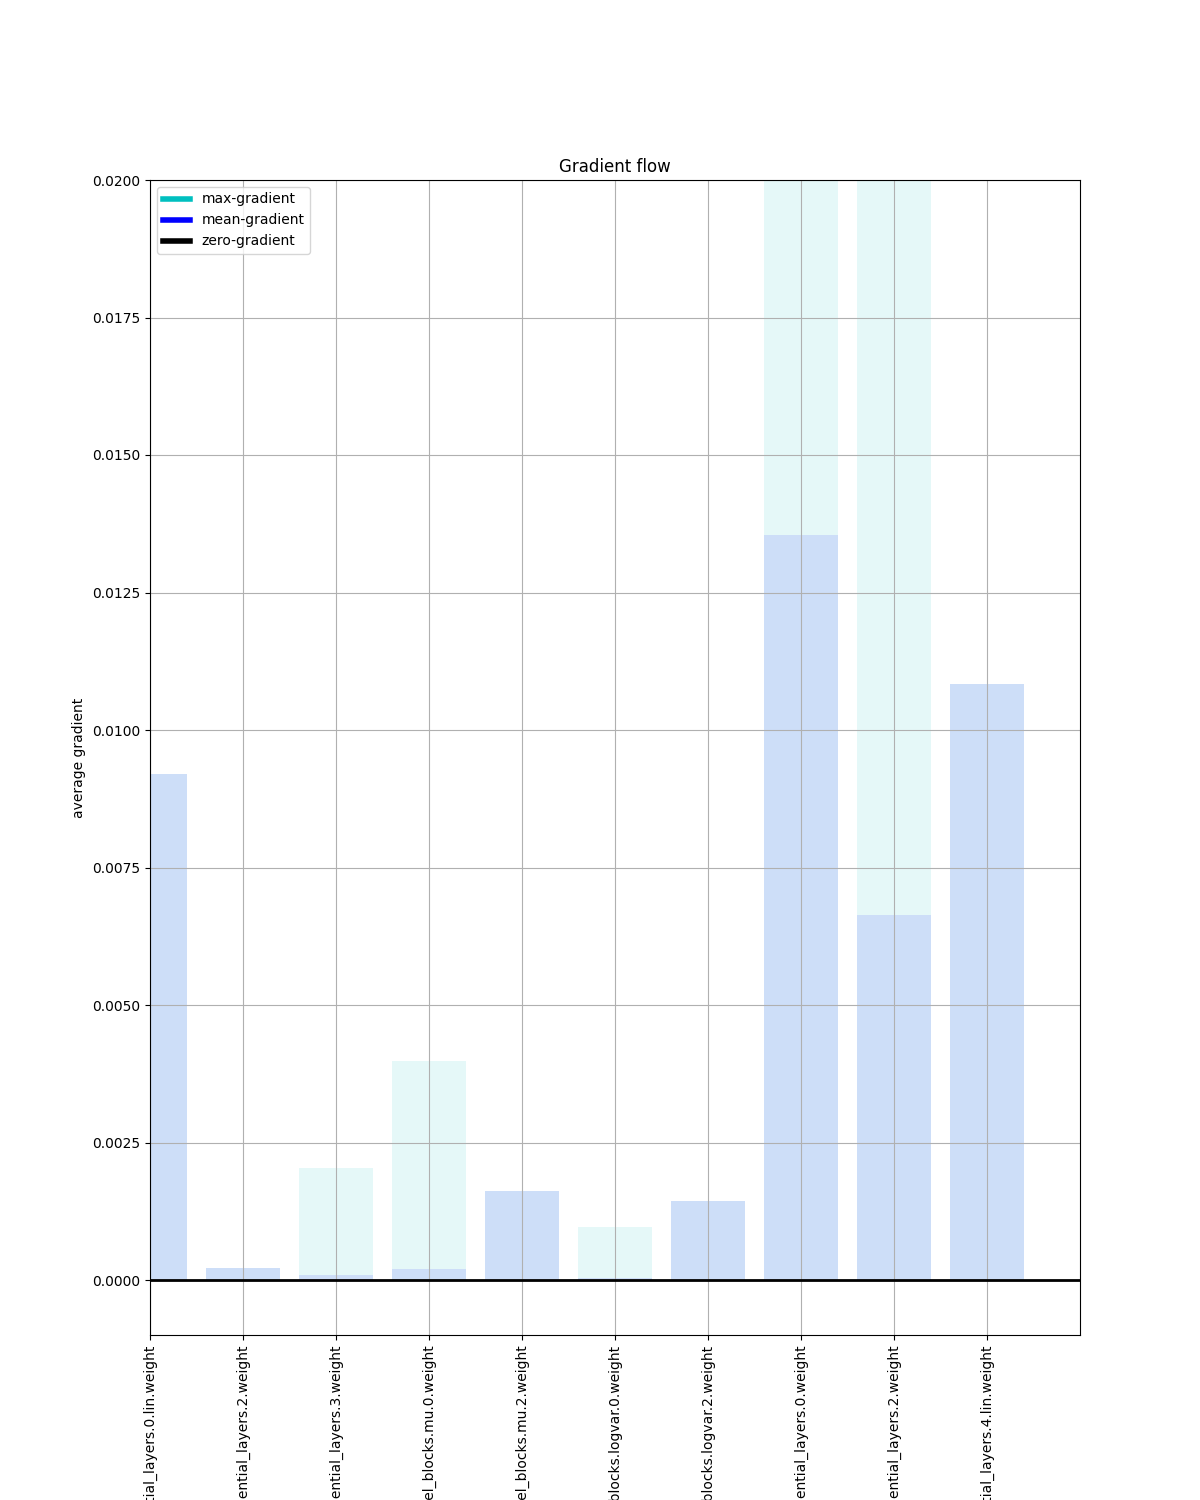 Gradient flow
max-gradient
mean-gradient
zero-gradient
0.0200
0.0175
0.0150
0.0125
0.0100
0.0075
0.0050
0.0025
0.0000
average gradient
tial_layers.0.lin.weight
ential_layers.2.weight
ential_layers.3.weight
el_blocks.mu.0.weight
el_blocks.mu.2.weight
blocks.logvar.0.weight
blocks.logvar.2.weight
ential_layers.0.weight
ential_layers.2.weight
tial_layers.4.lin.weight